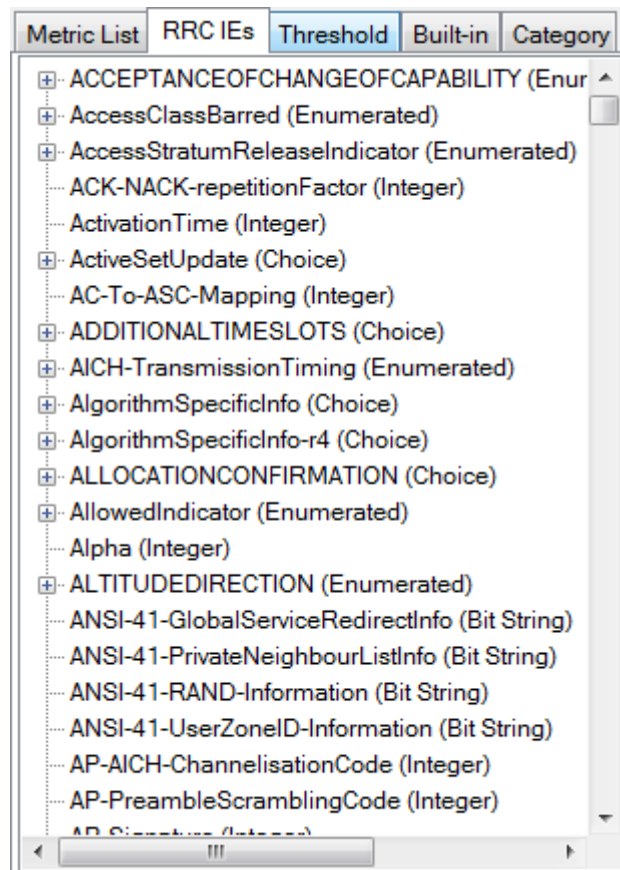 Metric List RRC IEs Threshold Built-in Category
ACCEPTANCEOFCHANGEOFCAPABILITY (Enur
AccessClassBarred (Enumerated)
AccessStratumReleaseIndicator (Enumerated)
ACK-NACK-repetitionFactor (Integer)
ActivationTime (Integer)
ActiveSetUpdate (Choice)
AC-To-ASC-Mapping (Integer)
ADDITIONALTIMESLOTS (Choice)
AICH-TransmissionTiming (Enumerated)
AlgorithmSpecificInfo (Choice)
AlgorithmSpecificInfo-r4 (Choice)
ALLOCATIONCONFIRMATION (Choice)
AllowedIndicator (Enumerated)
Alpha (Integer)
ALTITUDEDIRECTION (Enumerated)
ANSI-41-GlobalServiceRedirectInfo (Bit String)
ANSI-41-PrivateNeighbourListInfo (Bit String)
ANSI-41-RAND-Information (Bit String)
ANSI-41-UserZoneID-Information (Bit String)
AP-AICH-ChannelisationCode (Integer)
AP-PreambleScramblingCode (Integer)
AP-Signature (Integer)